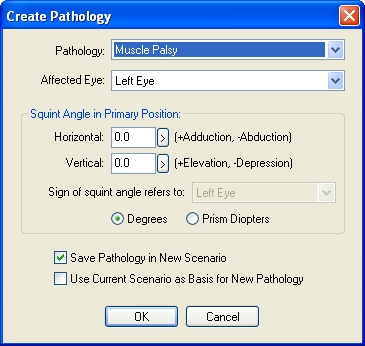 Create Pathology
Pathology: Muscle Palsy
Affected Eye: Left Eye
Squint Angle in Primary Position:
Horizontal: 0.0 > (+Adduction, -Abduction)
Vertical: 0.0 > (+Elevation, -Depression)
Sign of squint angle refers to: Left Eye
Degrees Prism Diopters
Save Pathology in New Scenario
Use Current Scenario as Basis for New Pathology
OK Cancel